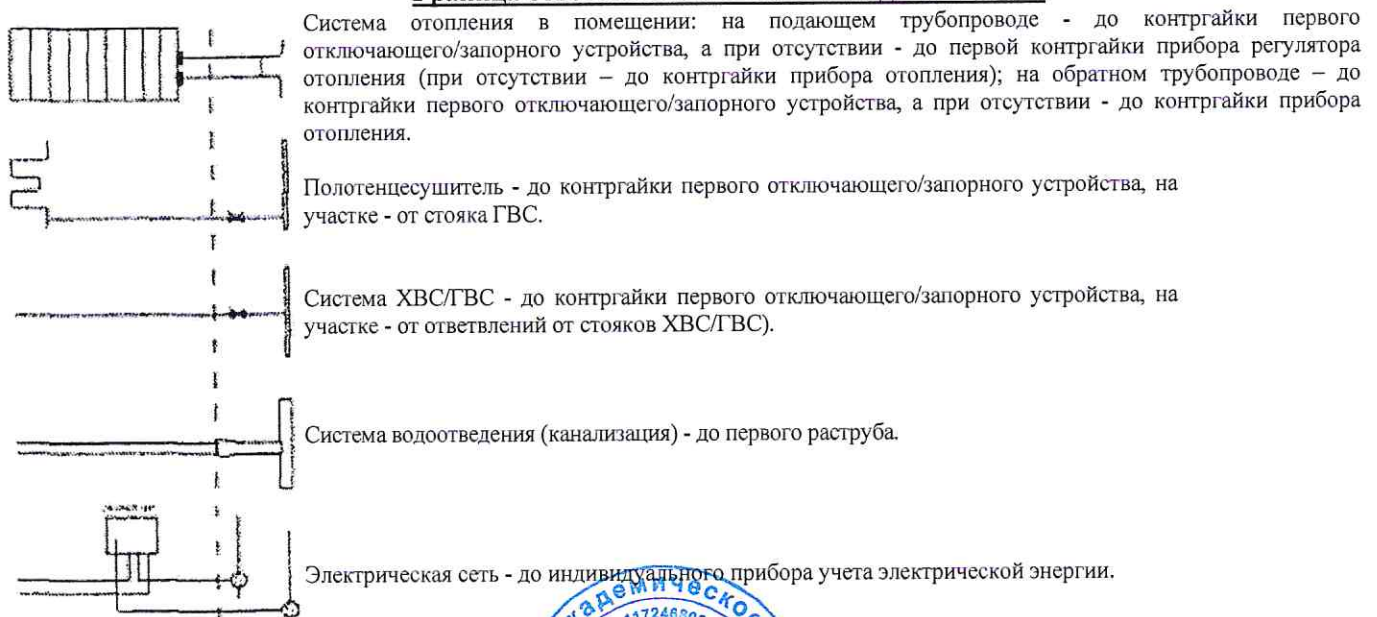 Система отопления в помещении: на подающем трубопроводе - до контргайки первого
отключающего/запорного устройства, а при отсутствии - до первой контргайки прибора регулятора
отопления (при отсутствии – до контргайки прибора отопления); на обратном трубопроводе – до
контргайки первого отключающего/запорного устройства, а при отсутствии - до контргайки прибора
отопления.
Полотенцесушитель - до контргайки первого отключающего/запорного устройства, на
участке - от стояка ГВС.
Система ХВС/ГВС - до контргайки первого отключающего/запорного устройства, на
участке - от ответвлений от стояков ХВС/ГВС).
Система водоотведения (канализация) - до первого раструба.
Электрическая сеть - до индивидуального прибора учета электрической энергии.